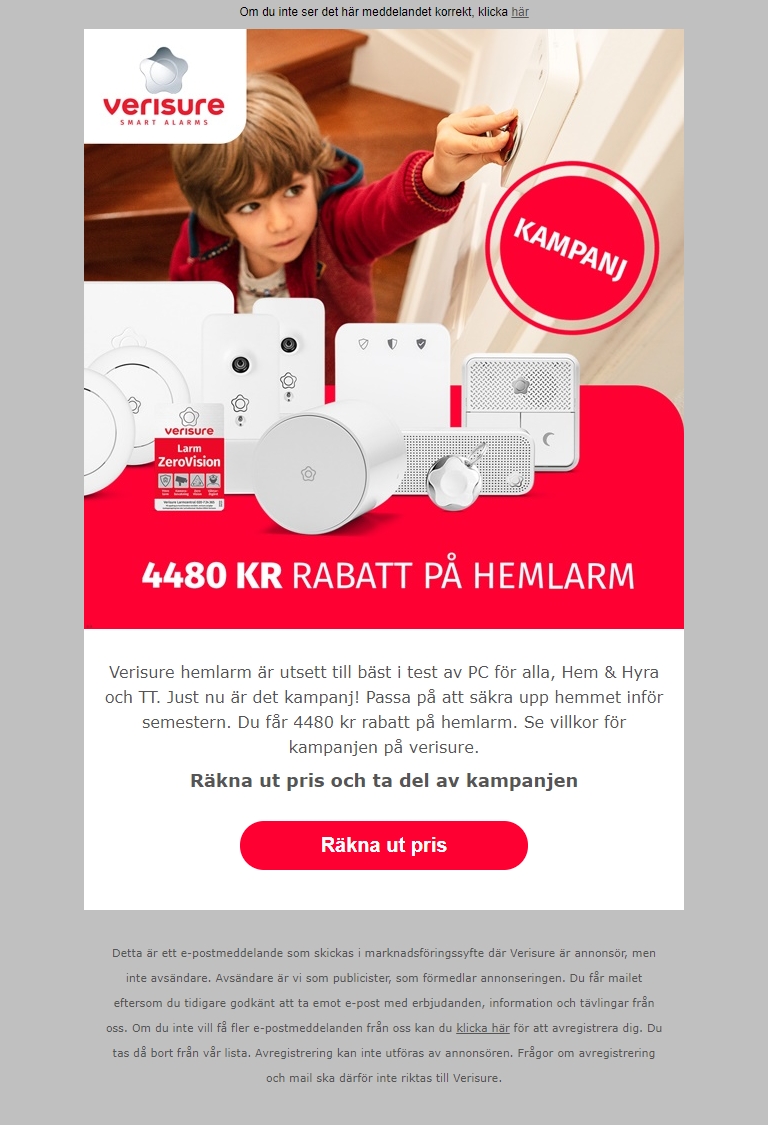 Om du inte ser det här meddelandet korrekt, klicka här
verisure
SMART ALARMS
KAMPANJ
verisure
Larm
ZeroVision
4480 KR RABATT PÅ HEMLARM
Verisure hemlarm är utsett till bäst i test av PC för alla, Hem & Hyra
och TT. Just nu är det kampanj! Passa på att säkra upp hemmet inför
semestern. Du får 4480 kr rabatt på hemlarm. Se villkor för
kampanjen på verisure.
Räkna ut pris och ta del av kampanjen
Räkna ut pris
Detta är ett e-postmeddelande som skickas i marknadsföringssyfte där Verisure är annonsör, men
inte avsändare. Avsändare är vi som publicister, som förmedlar annonseringen. Du får mailet
eftersom du tidigare godkänt att ta emot e-post med erbjudanden, information och tävlingar från
oss. Om du inte vill få fler e-postmeddelanden från oss kan du klicka här för att avregistrera dig. Du
tas då bort från vår lista. Avregistrering kan inte utföras av annonsören. Frågor om avregistrering
och mail ska därför inte riktas till Verisure.